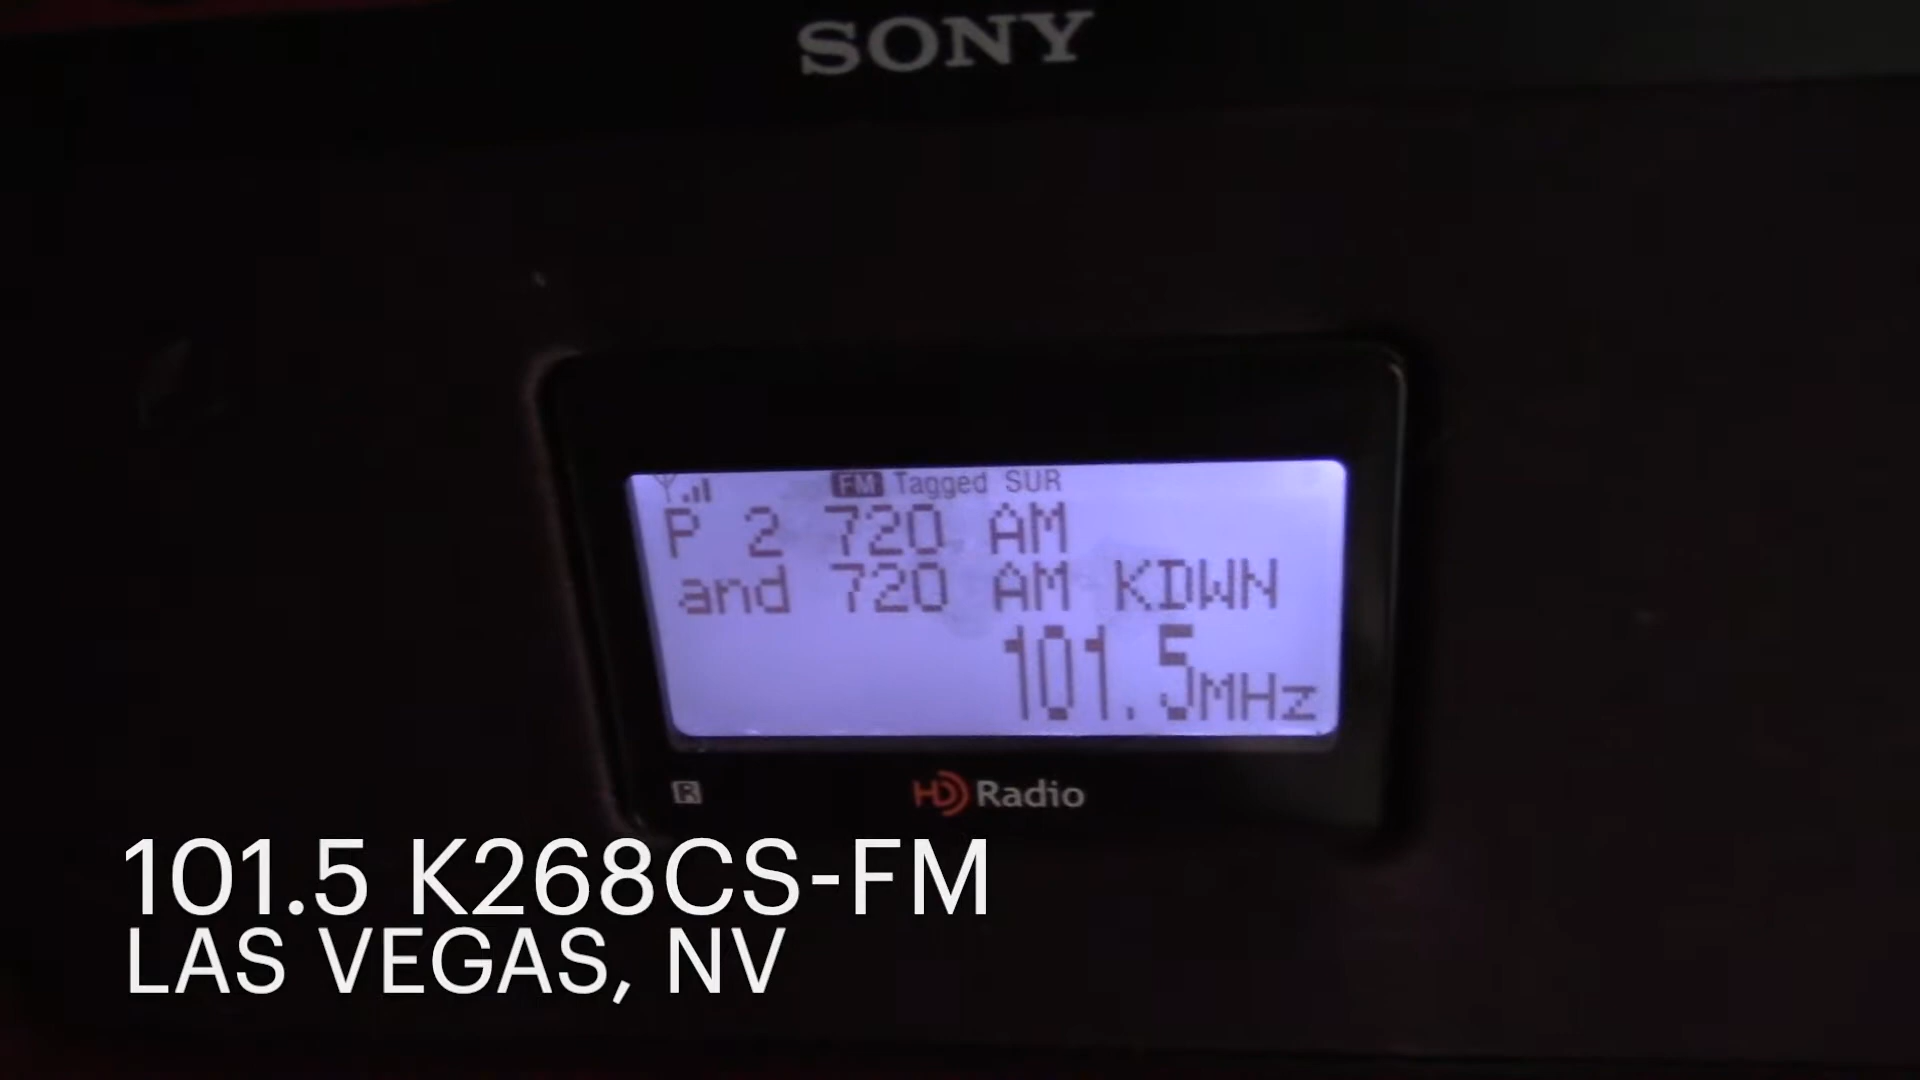 SONY
FM Tagged SUR
P 2 720 AM
and 720 AM KDWN
101.5MHz
R
HD Radio
101.5 K268CS-FM
LAS VEGAS, NV